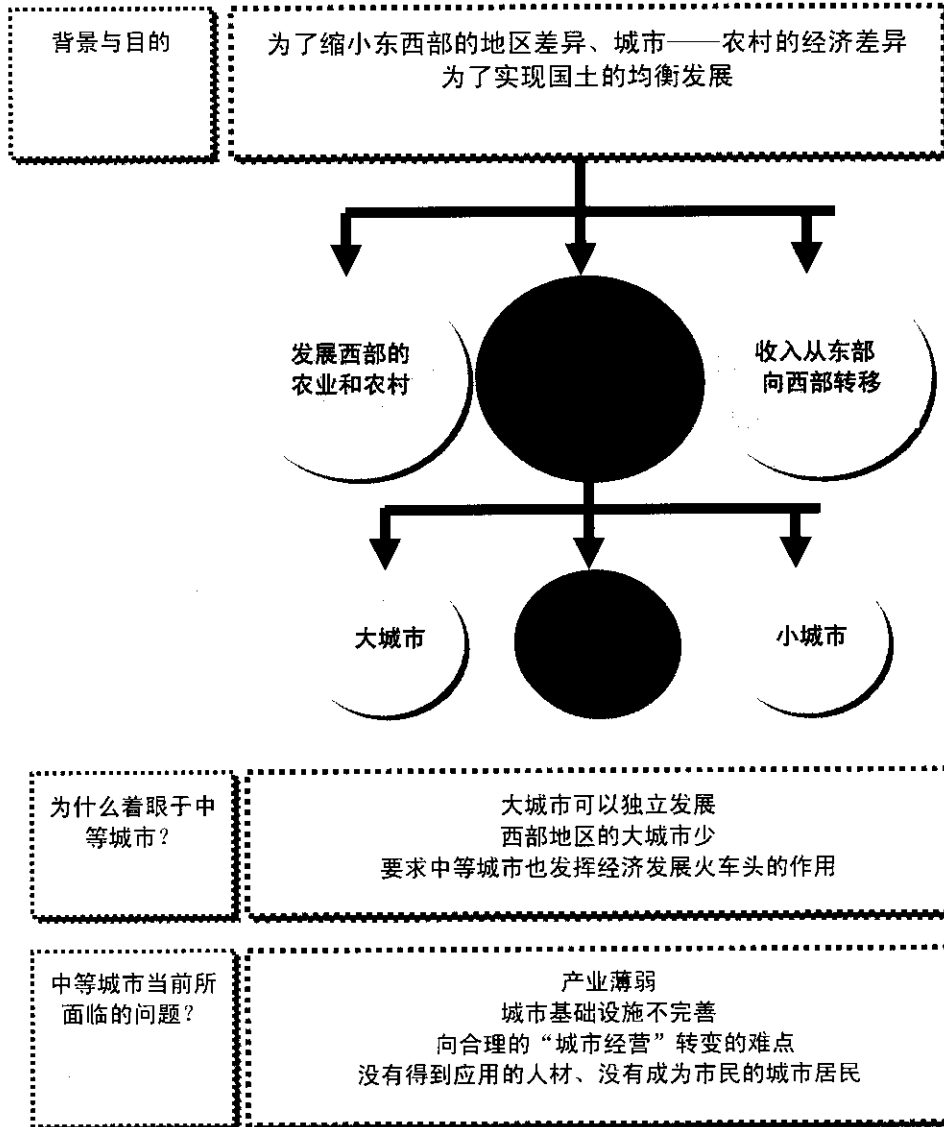 背景与目的
为了缩小东西部的地区差异、城市——农村的经济差异
为了实现国土的均衡发展
发展西部的
农业和农村
收入从东部
向西部转移
大城市
小城市
为什么着眼于中
等城市？
大城市可以独立发展
西部地区的大城市少
要求中等城市也发挥经济发展火车头的作用
中等城市当前所
面临的问题？
产业薄弱
城市基础设施不完善
向合理的“城市经营”转变的难点
没有得到应用的人材、没有成为市民的城市居民